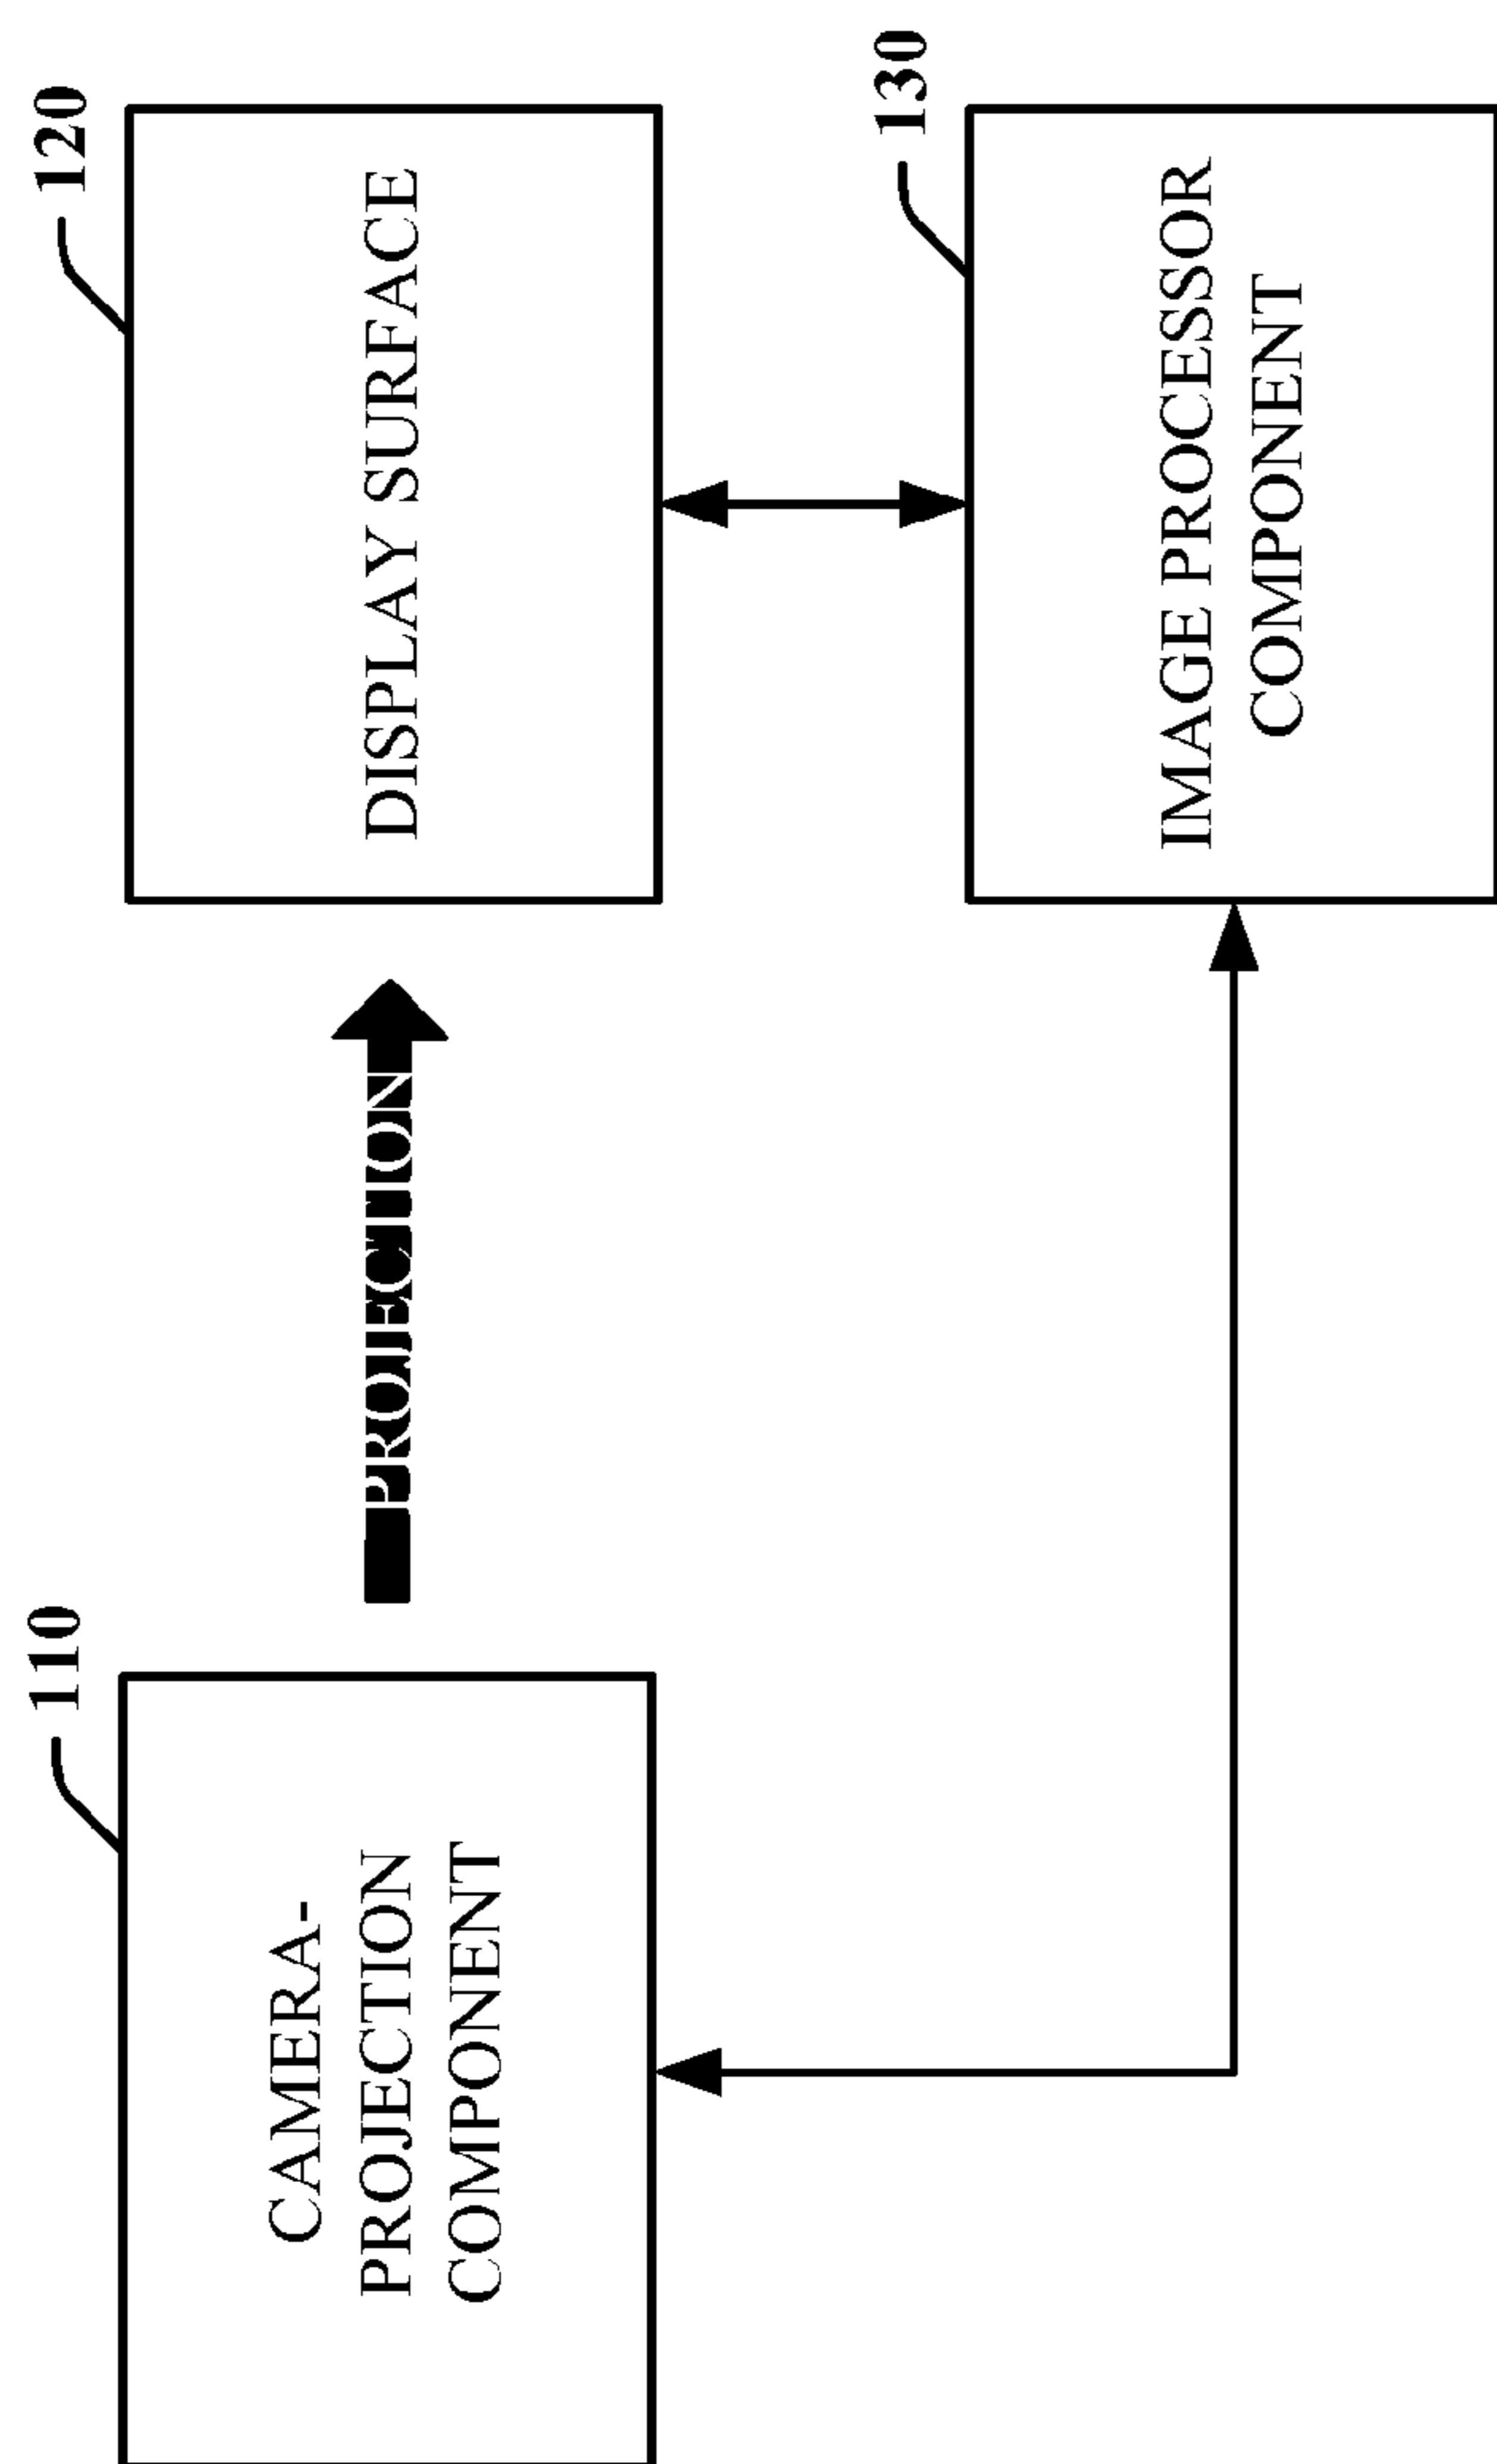 110
CAMERA-
PROJECTION
COMPONENT
PROJECTION
120
DISPLAY SURFACE
130
IMAGE PROCESSOR
COMPONENT